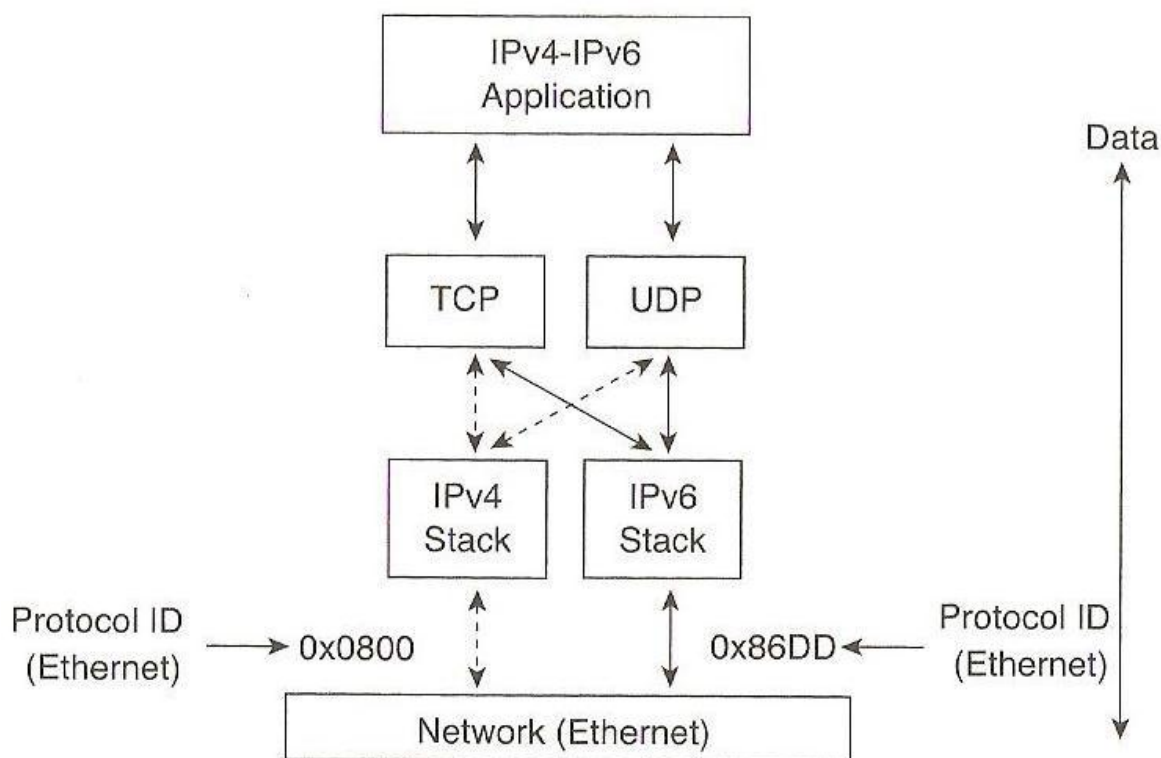 IPv4-IPv6
Application
Data
TCP
UDP
IPv4
Stack
IPv6
Stack
Protocol ID
(Ethernet)
0x0800
0x86DD
Protocol ID
(Ethernet)
Network (Ethernet)